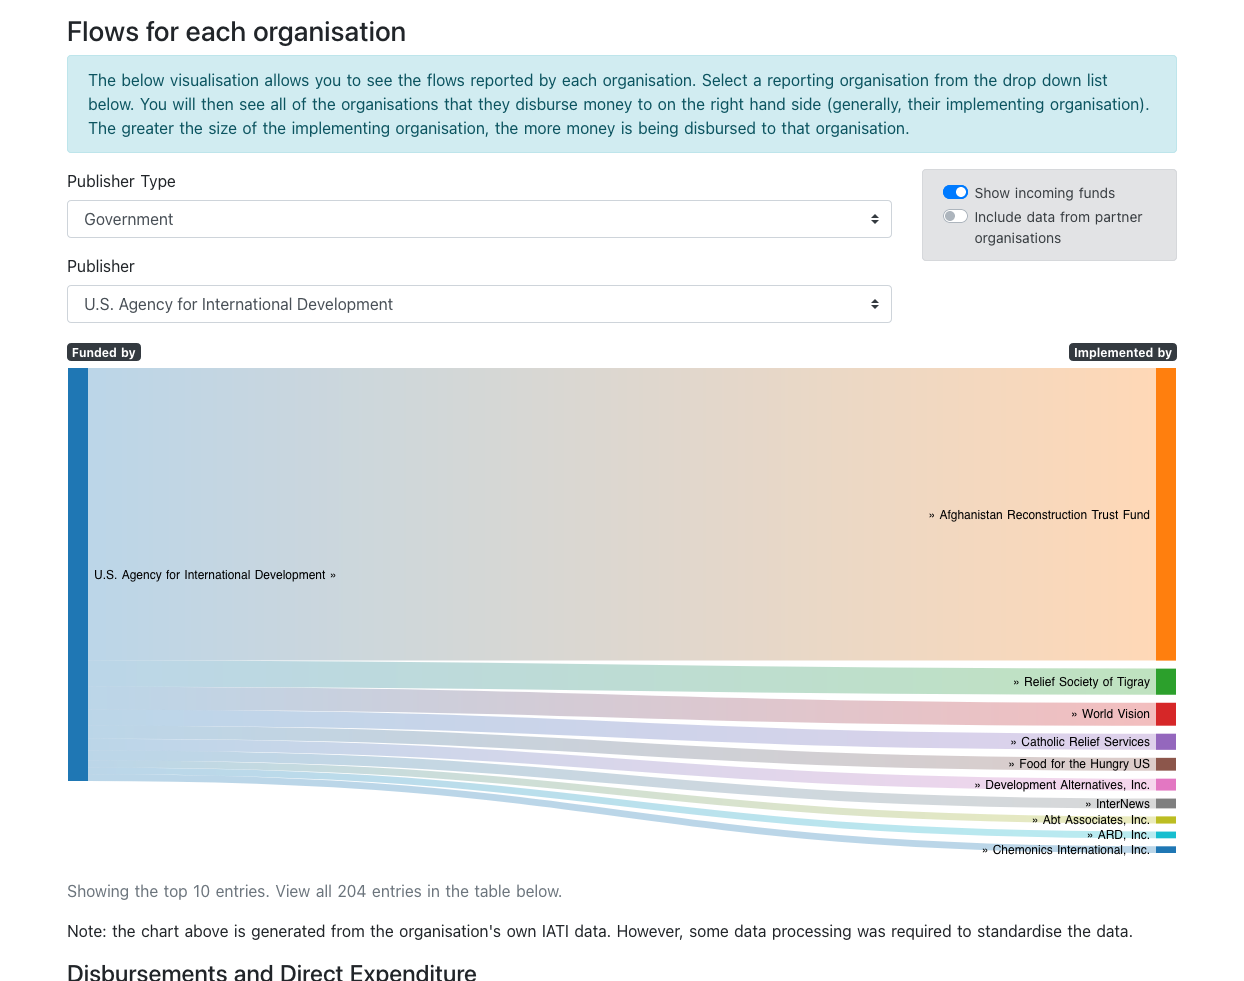 Flows for each organisation
The below visualisation allows you to see the flows reported by each organisation. Select a reporting organisation from the drop down list
below. You will then see all of the organisations that they disburse money to on the right hand side (generally, their implementing organisation).
The greater the size of the implementing organisation, the more money is being disbursed to that organisation.
Publisher Type
Government
Show incoming funds
Include data from partner
organisations
Publisher
U.S. Agency for International Development
Funded by
Implemented by
» Afghanistan Reconstruction Trust Fund
U.S. Agency for International Development »
» Relief Society of Tigray
» World Vision
» Catholic Relief Services
» Food for the Hungry US
» Development Alternatives, Inc.
» InterNews
» Abt Associates, Inc.
» ARD, Inc.
» Chemonics International, Inc.
Showing the top 10 entries. View all 204 entries in the table below.
Note: the chart above is generated from the organisation's own IATI data. However, some data processing was required to standardise the data.
Disbursements and Direct Expenditure